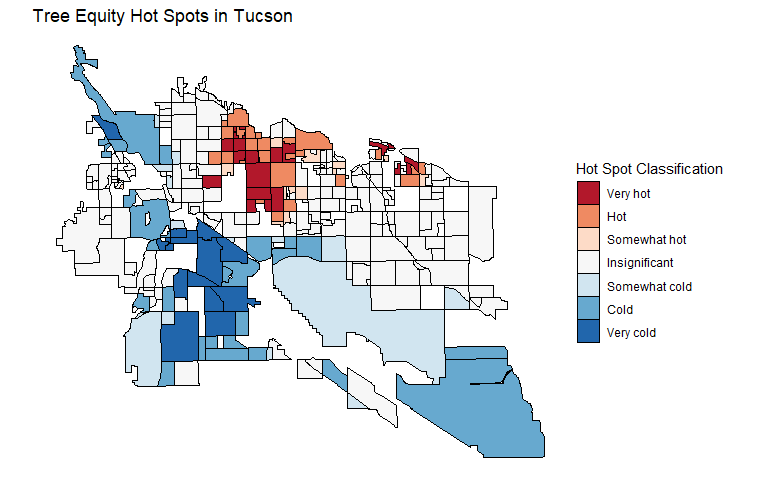 Tree Equity Hot Spots in Tucson
Hot Spot Classification
Very hot
Hot
Somewhat hot
Insignificant
Somewhat cold
Cold
Very cold